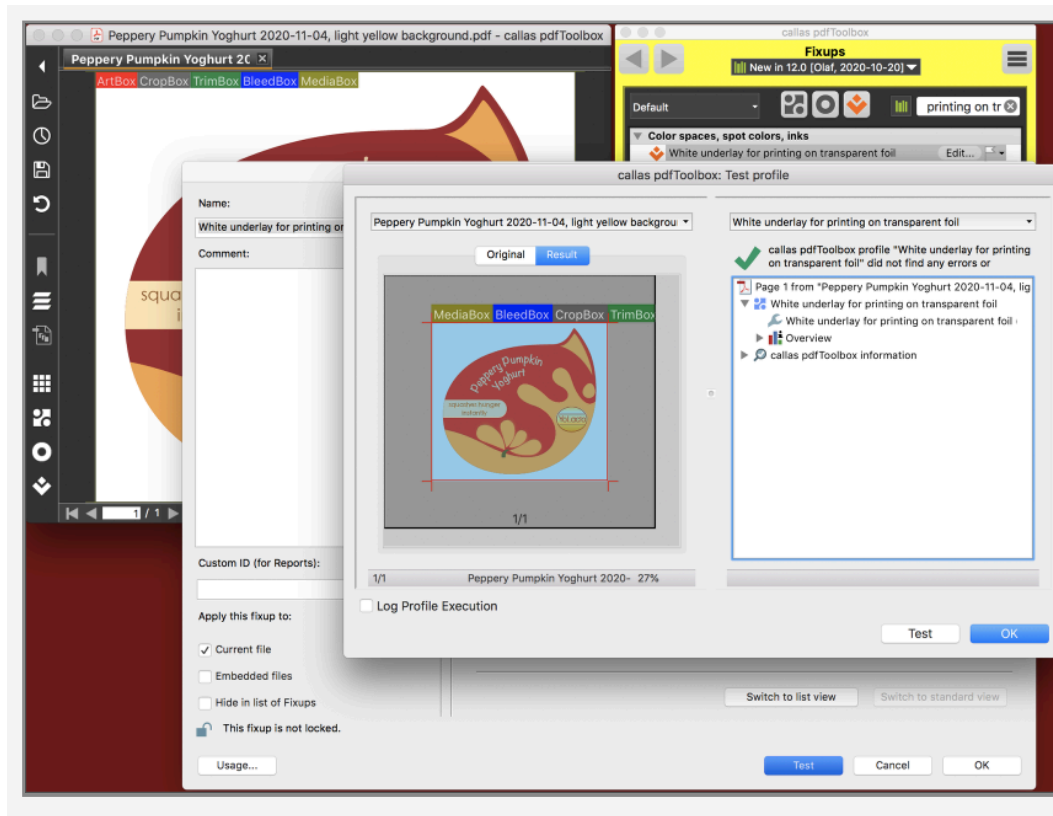 Peppery Pumpkin Yoghurt 2020-11-04, light yellow background.pdf - callas pdfToolbox
Peppery Pumpkin Yoghurt 2(
ArtBox CropBox TrimBox BleedBox MediaBox
squa
i
1 / 1
callas pdfToolbox
Fixups
New in 12.0 [Olaf, 2020-10-20]
Default
printing on tr
Color spaces, spot colors, inks
White underlay for printing on transparent foil
Edit...
Name:
White underlay for printing or
Comment:
Custom ID (for Reports):
Apply this fixup to:
Current file
Embedded files
Hide in list of Fixups
This fixup is not locked.
Usage...
callas pdfToolbox: Test profile
Peppery Pumpkin Yoghurt 2020-11-04, light yellow backgrou
Original Result
MediaBox BleedBox CropBox TrimBox
Peppery Pumpkin
Yoghurt
squashes hunger
instantly
YoLacto
1/1
1/1 Peppery Pumpkin Yoghurt 2020- 27%
Log Profile Execution
White underlay for printing on transparent foil
callas pdfToolbox profile "White underlay for printing
on transparent foil" did not find any errors or
Page 1 from "Peppery Pumpkin Yoghurt 2020-11-04, lig
White underlay for printing on transparent foil
White underlay for printing on transparent foil
Overview
callas pdfToolbox information
Test OK
Switch to list view Switch to standard view
Test Cancel OK